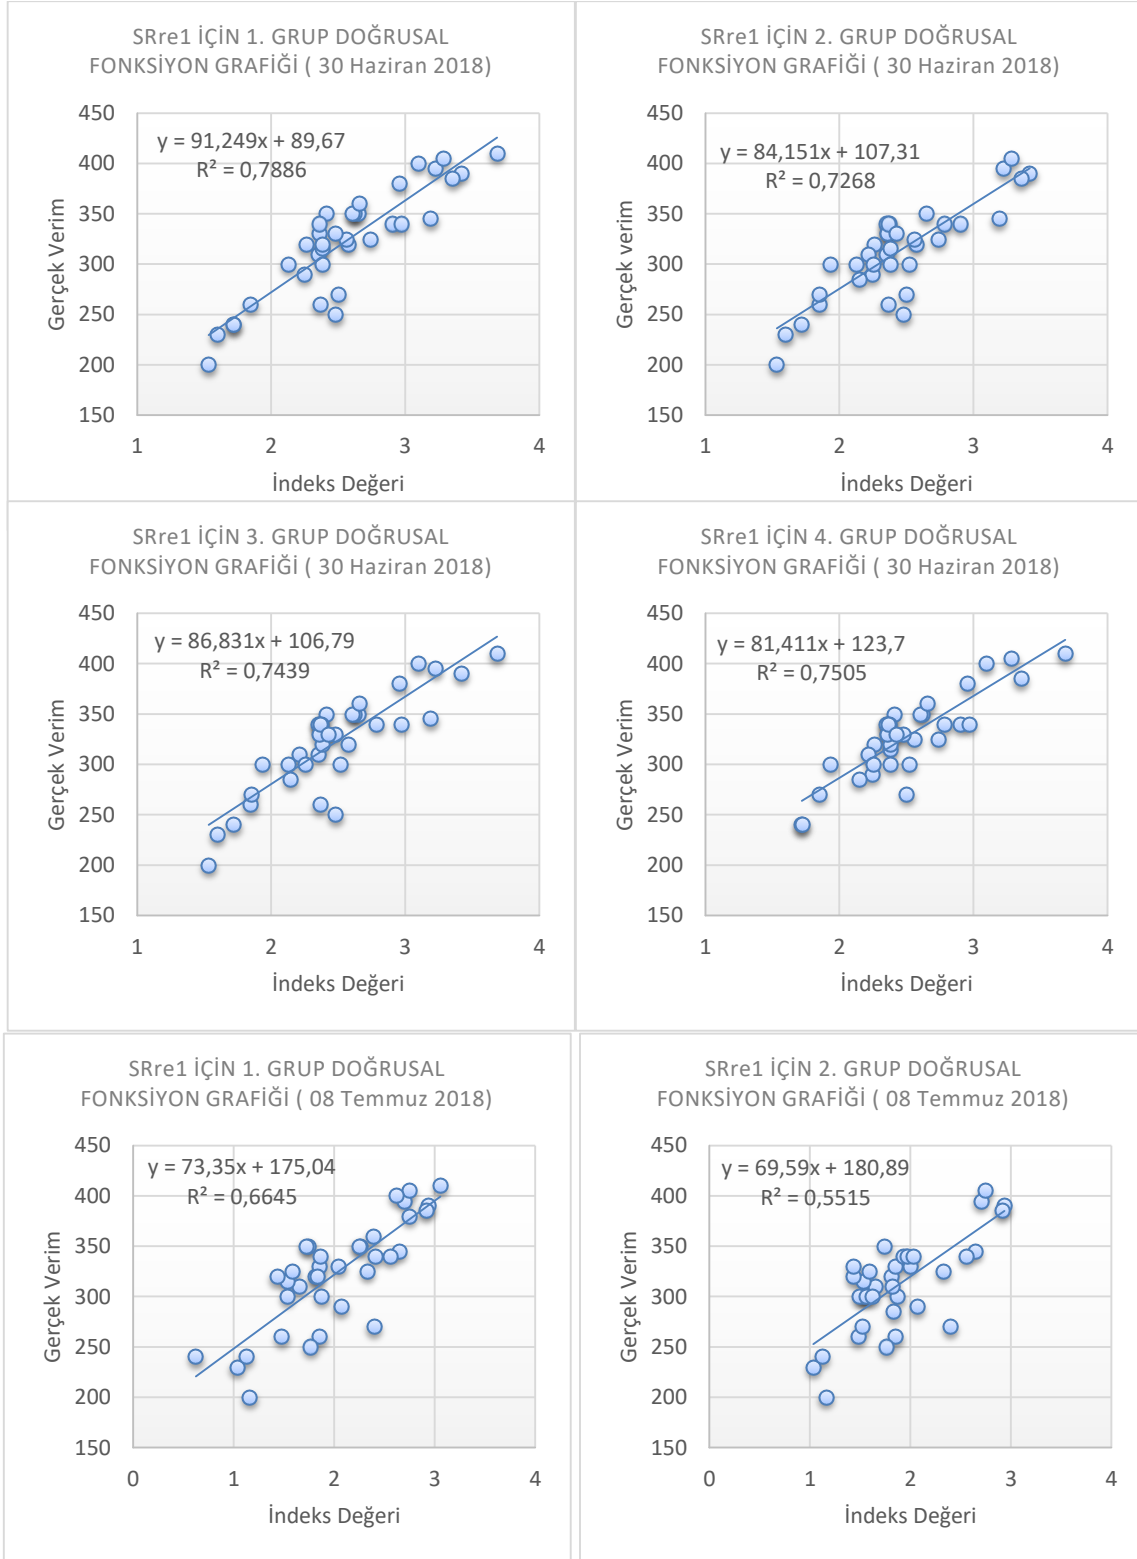 SRre1 İÇİN 1. GRUP DOĞRUSAL
FONKSİYON GRAFİĞİ ( 30 Haziran 2018)
y = 91,249x + 89,67
R² = 0,7886
Gerçek Verim
450
400
350
300
250
200
150
1 2 3 4
İndeks Değeri
SRre1 İÇİN 2. GRUP DOĞRUSAL
FONKSİYON GRAFİĞİ ( 30 Haziran 2018)
y = 84,151x + 107,31
R² = 0,7268
Gerçek verim
450
400
350
300
250
200
150
1 2 3 4
İndeks Değeri
SRre1 İÇİN 3. GRUP DOĞRUSAL
FONKSİYON GRAFİĞİ ( 30 Haziran 2018)
y = 86,831x + 106,79
R² = 0,7439
Gerçek Verim
450
400
350
300
250
200
150
1 2 3 4
İndeks Değeri
SRre1 İÇİN 4. GRUP DOĞRUSAL
FONKSİYON GRAFİĞİ ( 30 Haziran 2018)
y = 81,411x + 123,7
R² = 0,7505
Gerçek Verim
450
400
350
300
250
200
150
1 2 3 4
İndeks Değeri
SRre1 İÇİN 1. GRUP DOĞRUSAL
FONKSİYON GRAFİĞİ ( 08 Temmuz 2018)
y = 73,35x + 175,04
R² = 0,6645
Gerçek Verim
450
400
350
300
250
200
150
0 1 2 3 4
İndeks Değeri
SRre1 İÇİN 2. GRUP DOĞRUSAL
FONKSİYON GRAFİĞİ ( 08 Temmuz 2018)
y = 69,59x + 180,89
R² = 0,5515
Gerçek Verim
450
400
350
300
250
200
150
0 1 2 3 4
İndeks Değeri